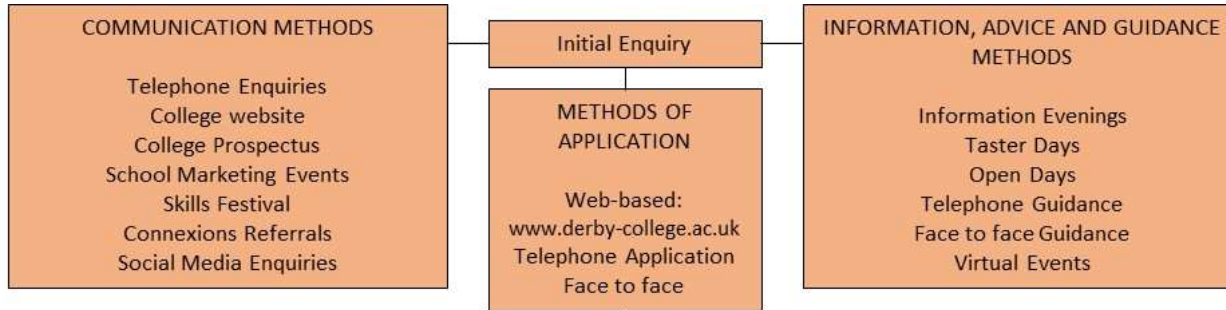 COMMUNICATION METHODS
Telephone Enquiries
College website
College Prospectus
School Marketing Events
Skills Festival
Connexions Referrals
Social Media Enquiries
Initial Enquiry
METHODS OF
APPLICATION
Web-based:
www.derby-college.ac.uk
Telephone Application
Face to face
INFORMATION, ADVICE AND GUIDANCE
METHODS
Information Evenings
Taster Days
Open Days
Telephone Guidance
Face to face Guidance
Virtual Events